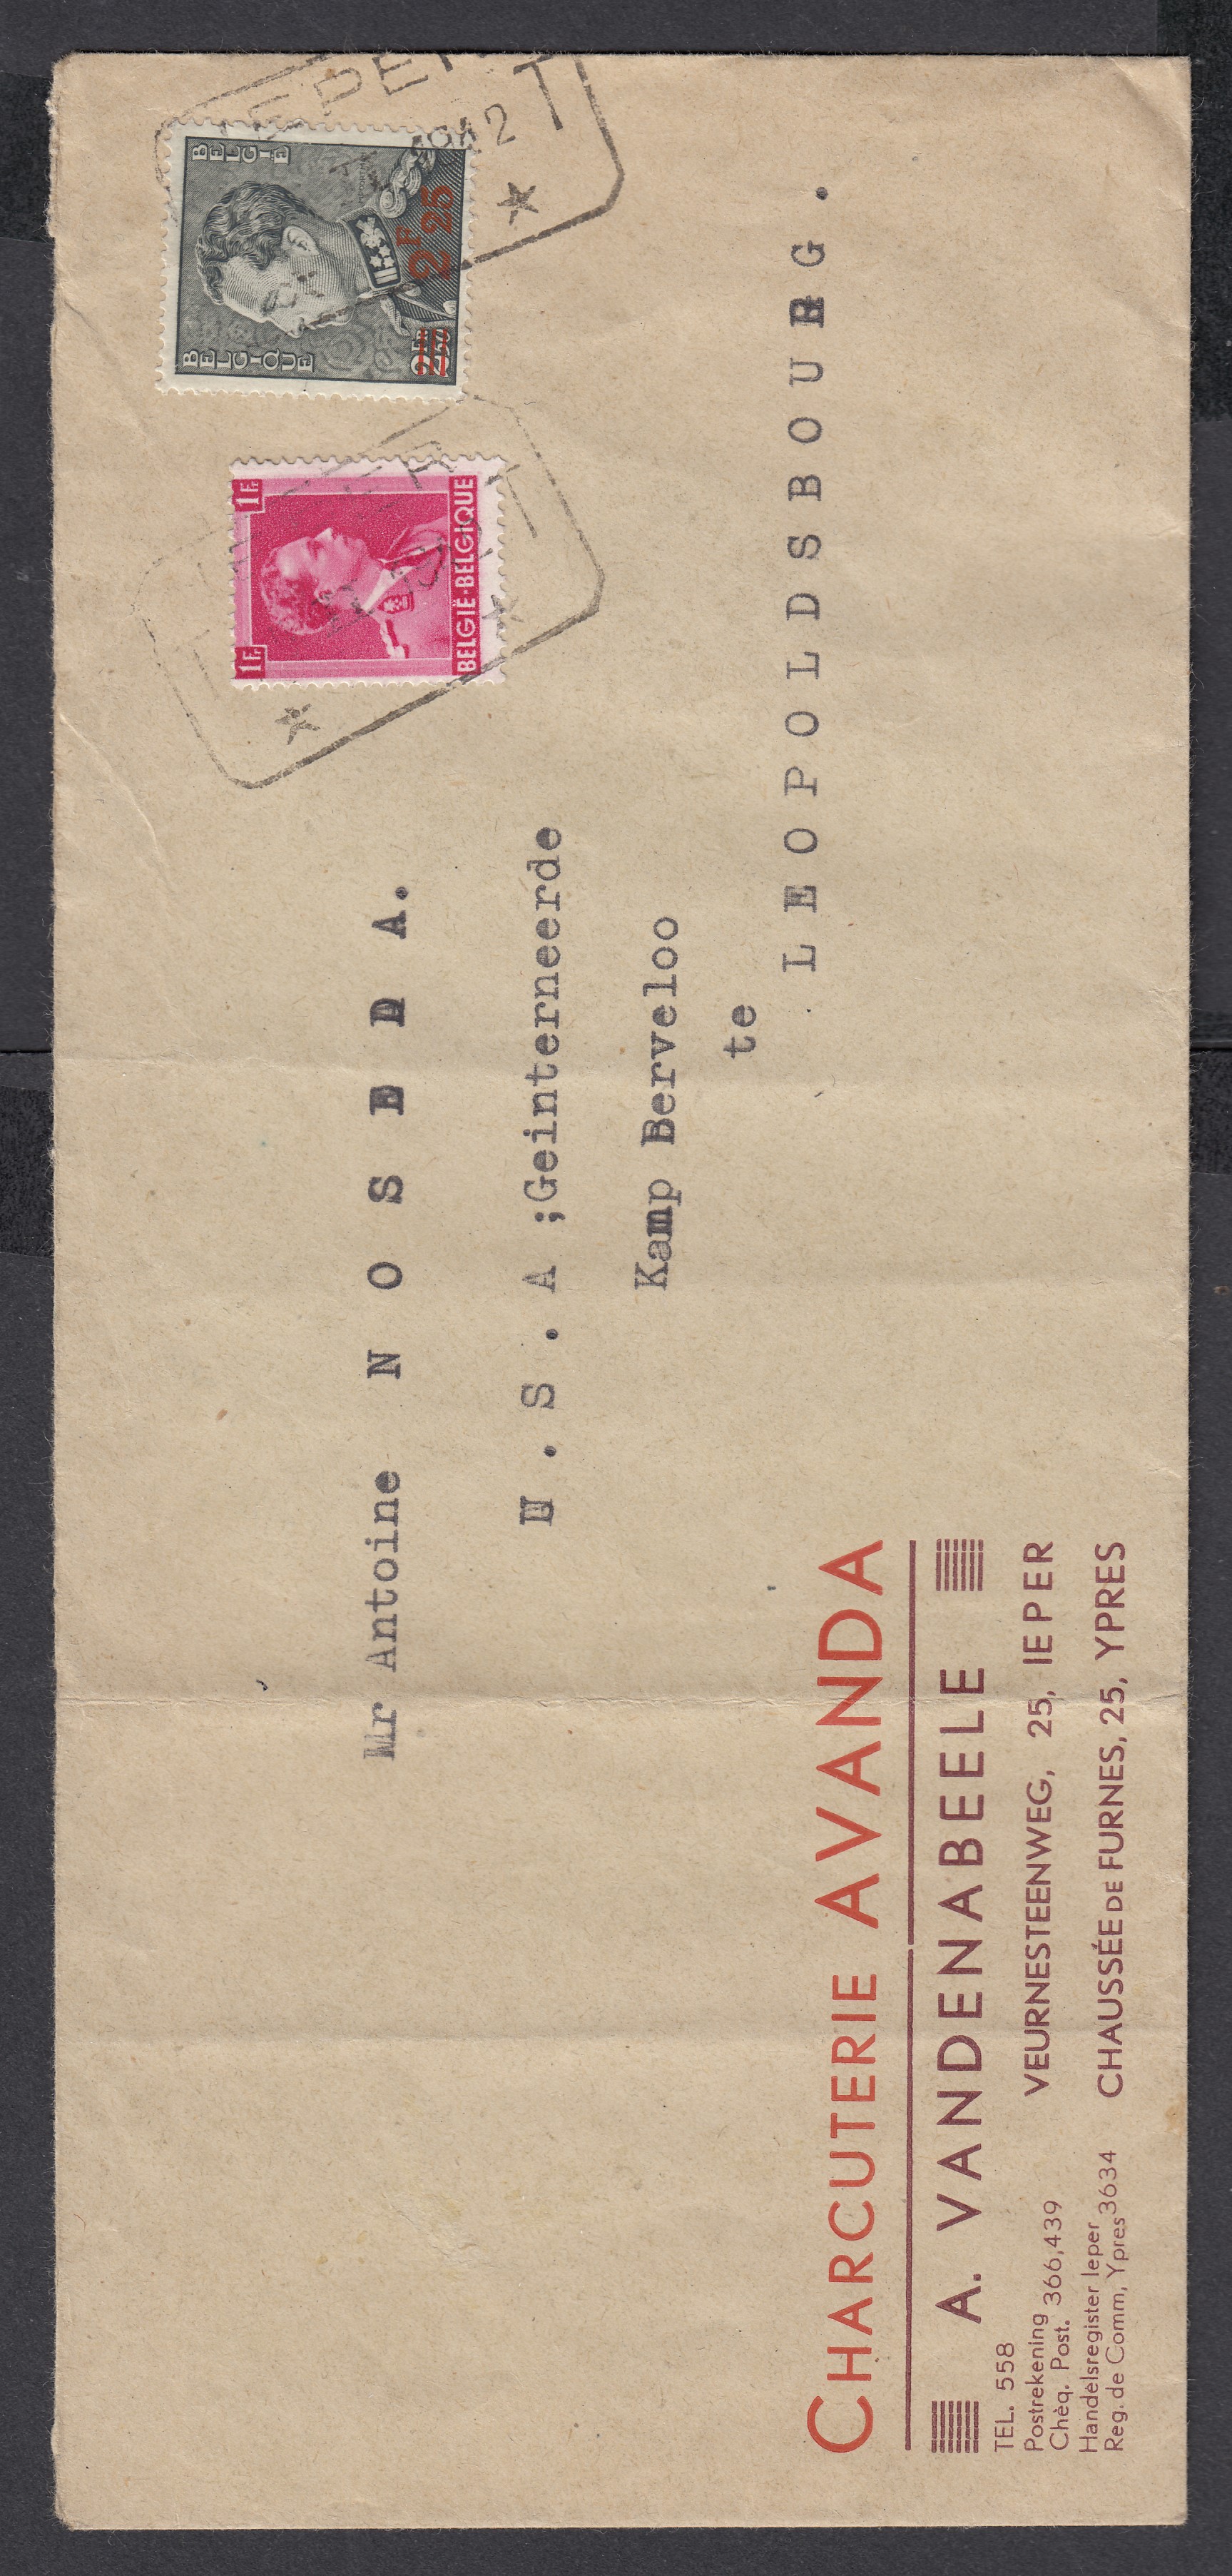 IEPER
1942
T
BELGIË
BELGIQUE
2F25
1F.
1F.
BELGIË-BELGIQUE
T
Mr Antoine N O S E D A.
U . S . A ;Geinterneerde
Kamp Berveloo
te
L E O P O L D S B O U R G .
CHARCUTERIE AVANDA
A. VANDENABEELE
TEL. 558
VEURNESTEENWEG, 25, IEPER
Postrekening
Chèq. Post. 366,439
CHAUSSÉE DE FURNES, 25, YPRES
Handelsregister Ieper
Reg. de Comm, Ypres 3634